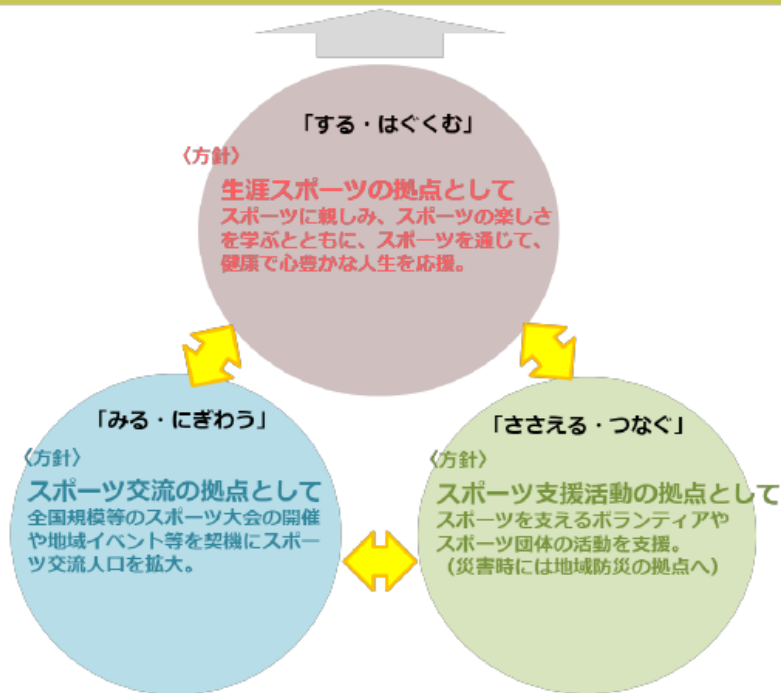 「する・はぐくむ」
〈方針〉
生涯スポーツの拠点として
スポーツに親しみ、スポーツの楽しさ
を学ぶとともに、スポーツを通じて、
健康で心豊かな人生を応援。
「みる・にぎわう」
〈方針〉
スポーツ交流の拠点として
全国規模等のスポーツ大会の開催
や地域イベント等を契機にスポー
ツ交流人口を拡大。
「ささえる・つなぐ」
〈方針〉
スポーツ支援活動の拠点として
スポーツを支えるボランティアや
スポーツ団体の活動を支援。
(災害時には地域防災の拠点へ)